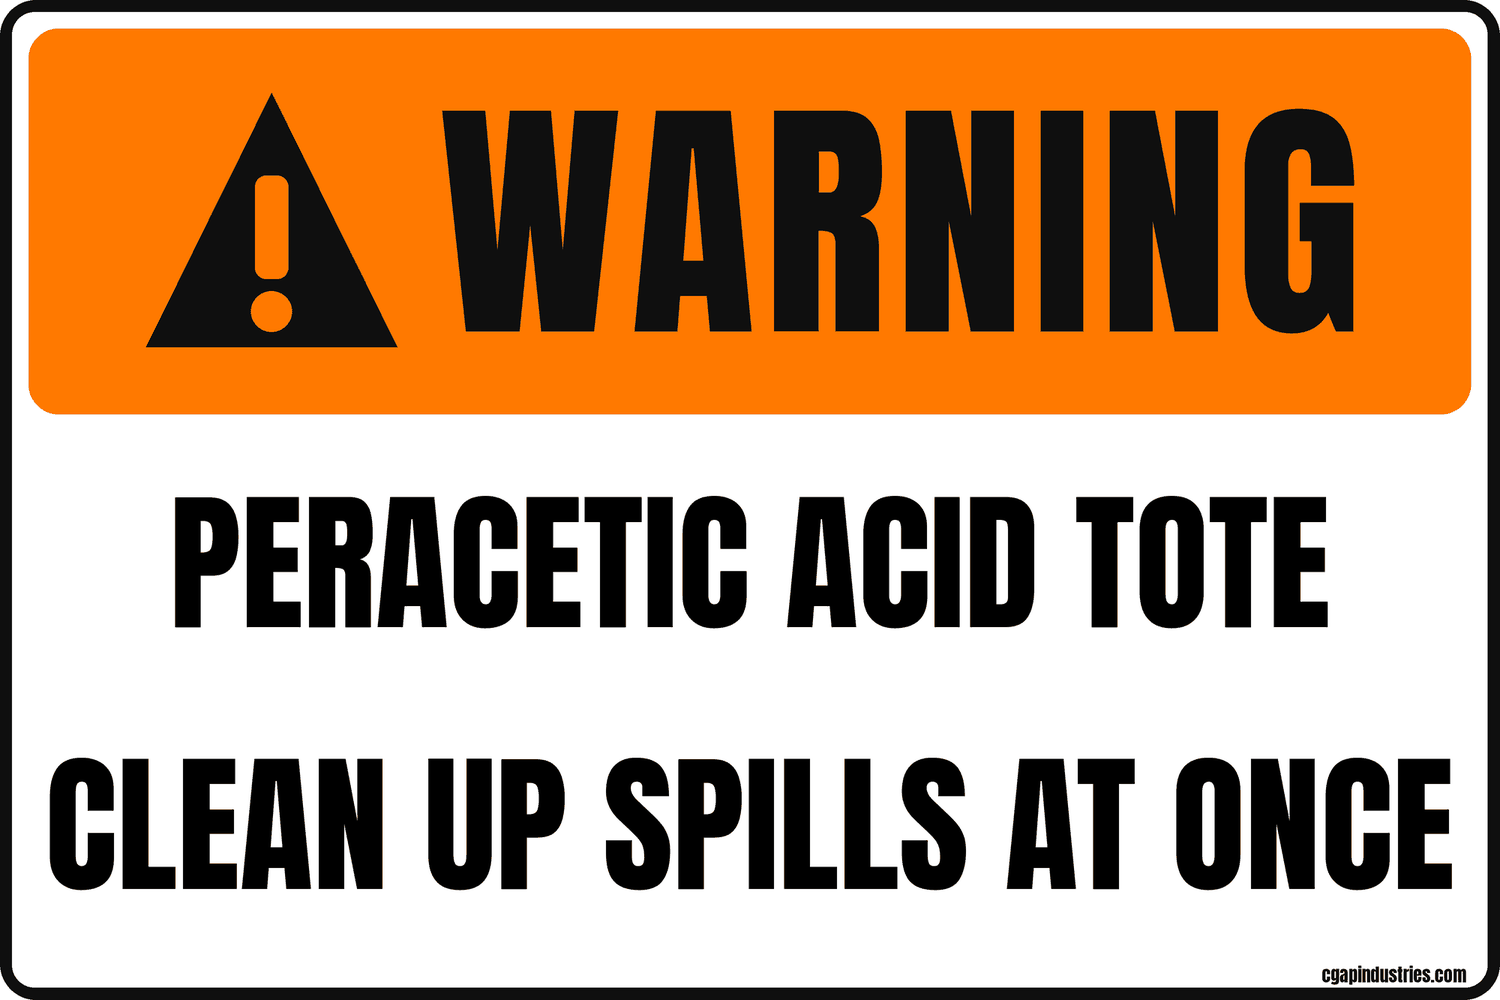 WARNING
PERACETIC ACID TOTE
CLEAN UP SPILLS AT ONCE
cgapindustries.com